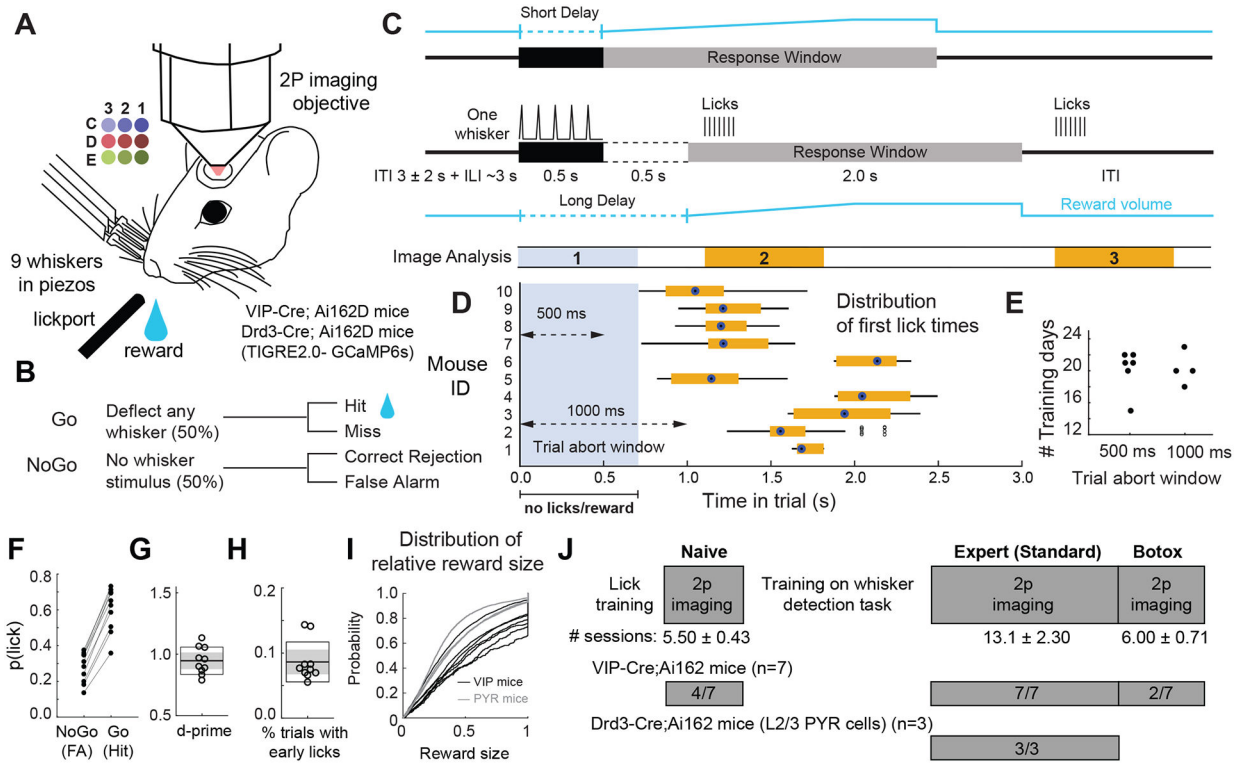 A
2P imaging
objective
3 2 1
C
D
E
9 whiskers
in piezos
lickport
reward
VIP-Cre; Ai162D mice
Drd3-Cre; Ai162D mice
(TIGRE2.0- GCaMP6s)
B
Go
Deflect any
whisker (50%)
Hit
Miss
NoGo
No whisker
stimulus (50%)
Correct Rejection
False Alarm
C
Short Delay
Response Window
One
whisker
Licks
Licks
Response Window
ITI 3 ± 2 s + ILI ~3 s
0.5 s
0.5 s
2.0 s
ITI
Long Delay
Reward volume
Image Analysis
1
2
3
D
Distribution
of first lick times
500 ms
1000 ms
Trial abort window
Mouse
ID
10
9
8
7
6
5
4
3
2
1
0
0.5
1.0
1.5
2.0
2.5
3.0
Time in trial (s)
no licks/reward
E
# Training days
24
20
16
12
500 ms
1000 ms
Trial abort window
F
p(lick)
0.8
0.6
0.4
0.2
0.0
NoGo
(FA)
Go
(Hit)
G
1.5
1.0
0.5
d-prime
H
0.2
0.1
0.0
% trials with
early licks
I
Distribution of
relative reward size
Probability
1
0.8
0.6
0.4
0.2
0
VIP mice
PYR mice
0
0.5
1
Reward size
J
Naive
Expert (Standard)
Botox
Lick
training
2p
imaging
Training on whisker
detection task
2p
imaging
2p
imaging
# sessions: 5.50 ± 0.43
13.1 ± 2.30
6.00 ± 0.71
VIP-Cre;Ai162 mice (n=7)
4/7
7/7
2/7
Drd3-Cre;Ai162 mice (L2/3 PYR cells) (n=3)
3/3